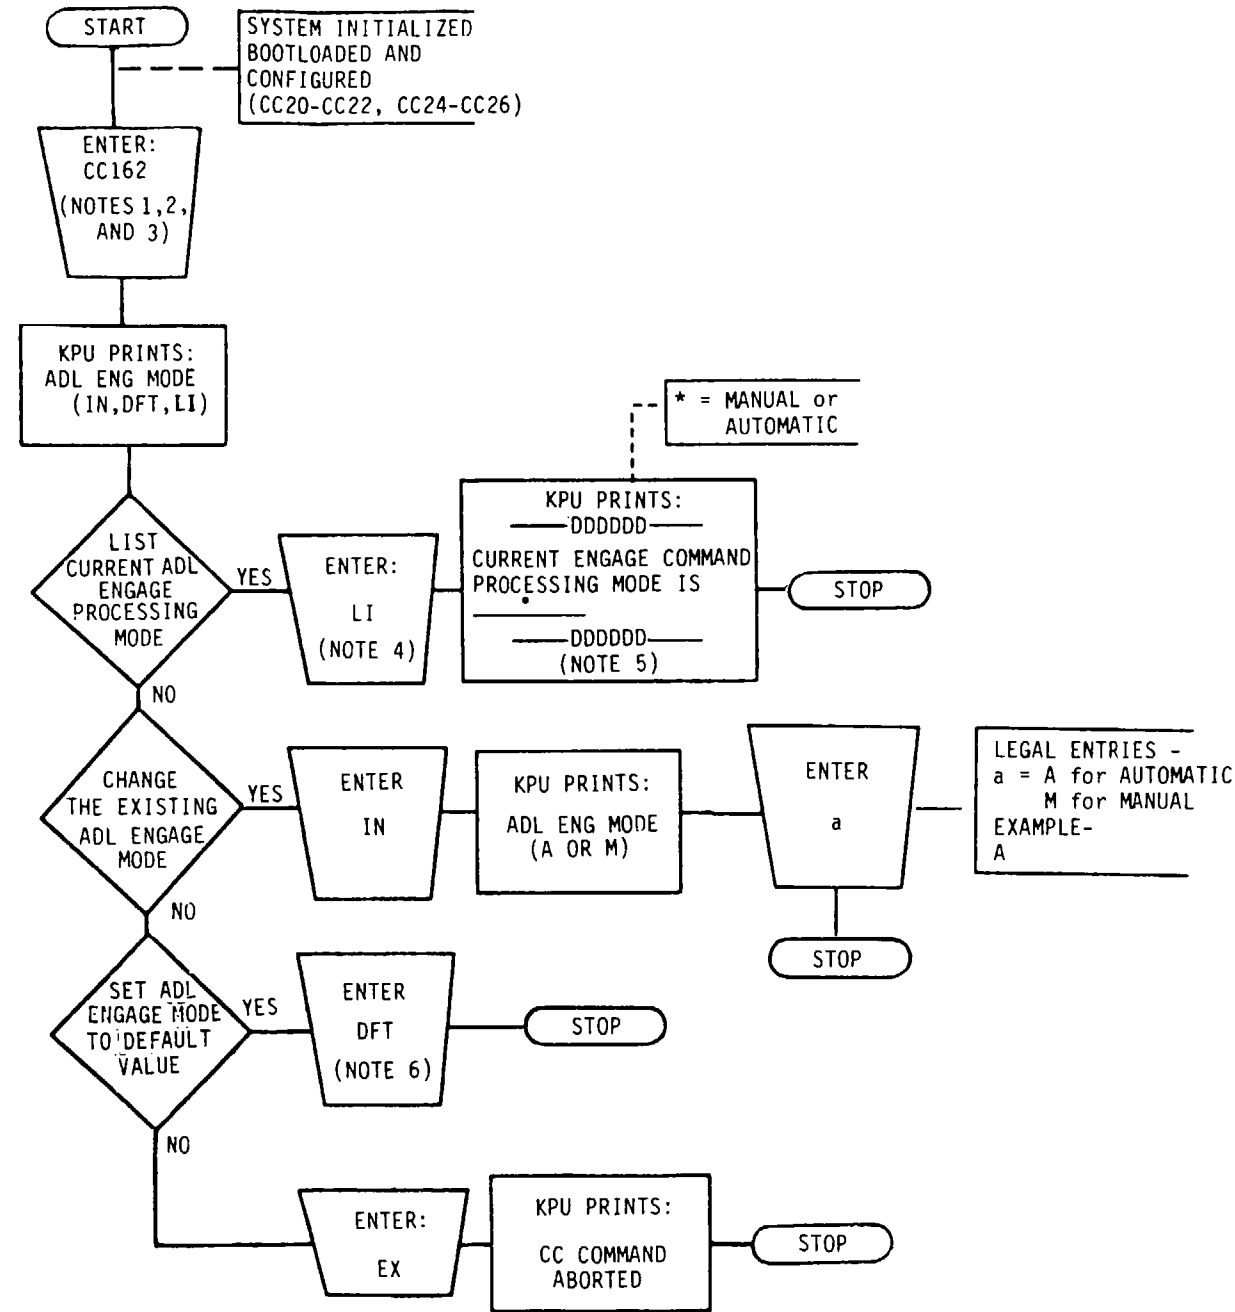 START
SYSTEM INITIALIZED
BOOTLOADED AND
CONFIGURED
(CC20-CC22, CC24-CC26)
ENTER:
CC162
(NOTES 1,2,
AND 3)
KPU PRINTS:
ADL ENG MODE
(IN,DFT,LI)
* = MANUAL or
AUTOMATIC
LIST
CURRENT ADL
ENGAGE
PROCESSING
MODE
YES
NO
ENTER:
LI
(NOTE 4)
KPU PRINTS:
DDDDDD
CURRENT ENGAGE COMMAND
PROCESSING MODE IS
*
DDDDDD
(NOTE 5)
STOP
CHANGE
THE EXISTING
ADL ENGAGE
MODE
YES
NO
ENTER
IN
KPU PRINTS:
ADL ENG MODE
(A OR M)
ENTER
a
LEGAL ENTRIES -
a = A for AUTOMATIC
M for MANUAL
EXAMPLE-
A
STOP
SET ADL
ENGAGE MODE
TO DEFAULT
VALUE
YES
NO
ENTER
DFT
(NOTE 6)
STOP
ENTER:
EX
KPU PRINTS:
CC COMMAND
ABORTED
STOP